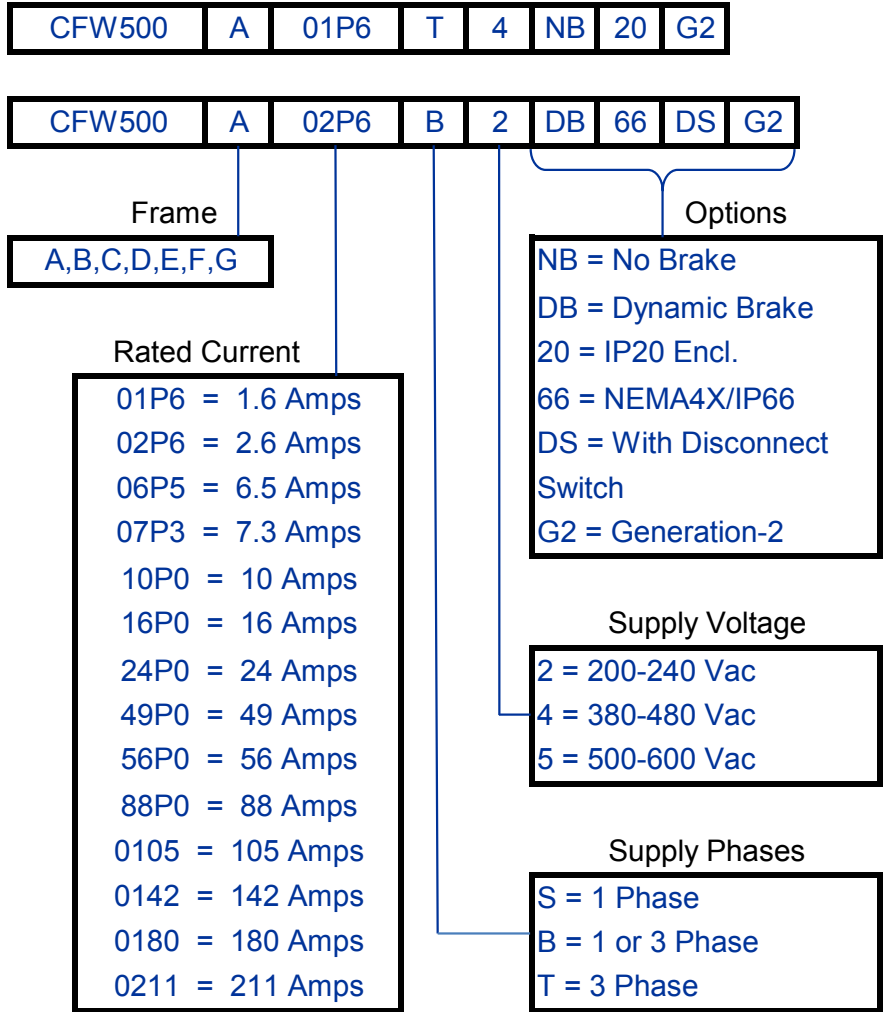 CFW500 A 01P6 T 4 NB 20 G2
CFW500 A 02P6 B 2 DB 66 DS G2
Frame
A,B,C,D,E,F,G
Rated Current
01P6 = 1.6 Amps
02P6 = 2.6 Amps
06P5 = 6.5 Amps
07P3 = 7.3 Amps
10P0 = 10 Amps
16P0 = 16 Amps
24P0 = 24 Amps
49P0 = 49 Amps
56P0 = 56 Amps
88P0 = 88 Amps
0105 = 105 Amps
0142 = 142 Amps
0180 = 180 Amps
0211 = 211 Amps
Options
NB = No Brake
DB = Dynamic Brake
20 = IP20 Encl.
66 = NEMA4X/IP66
DS = With Disconnect
Switch
G2 = Generation-2
Supply Voltage
2 = 200-240 Vac
4 = 380-480 Vac
5 = 500-600 Vac
Supply Phases
S = 1 Phase
B = 1 or 3 Phase
T = 3 Phase